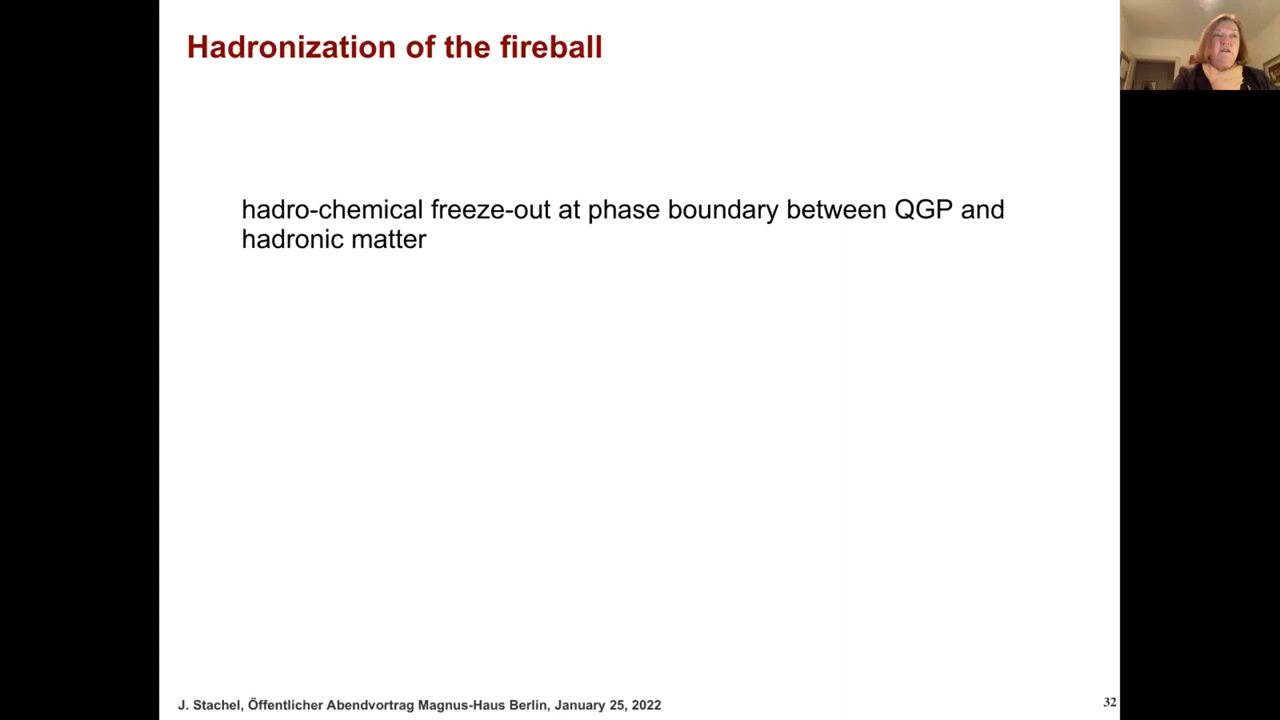 Hadronization of the fireball
hadro-chemical freeze-out at phase boundary between QGP and
hadronic matter
J. Stachel, Őffentlicher Abendvortrag Magnus-Haus Berlin, January 25, 2022
32